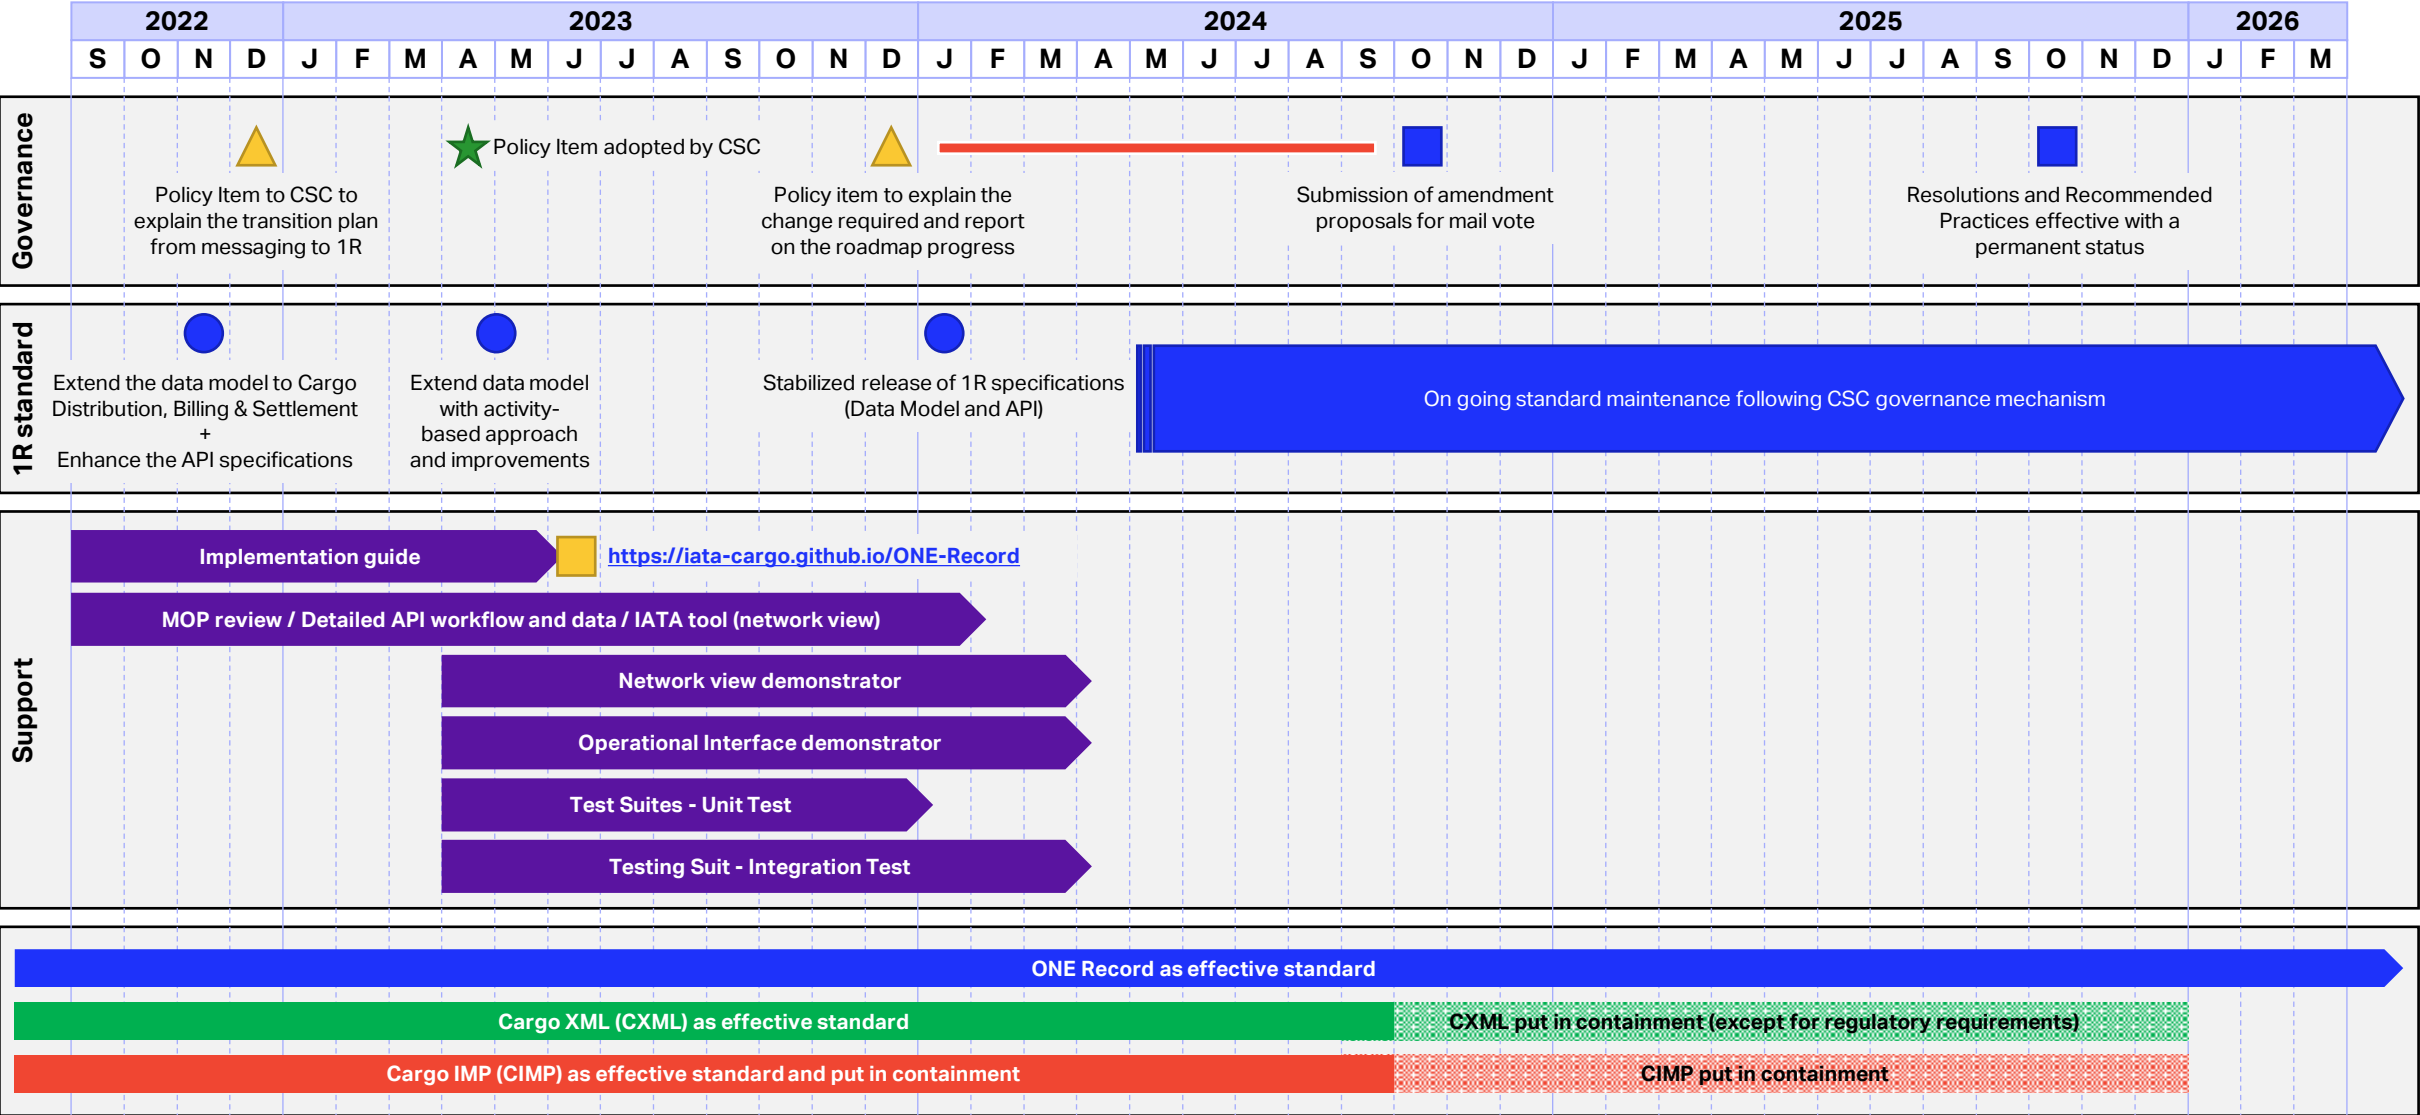 2022 2023 2024 2025 2026
S O N D J F M A M J J A S O N D J F M A M J J A S O N D J F M A M J J A S O N D J F M
Governance
Policy Item adopted by CSC
Policy Item to CSC to
explain the transition plan
from messaging to 1R
Policy item to explain the
change required and report
on the roadmap progress
Submission of amendment
proposals for mail vote
Resolutions and Recommended
Practices effective with a
permanent status
1R standard
Extend the data model to Cargo
Distribution, Billing & Settlement
+
Enhance the API specifications
Extend data model
with activity-
based approach
and improvements
Stabilized release of 1R specifications
(Data Model and API)
On going standard maintenance following CSC governance mechanism
Support
Implementation guide
https://iata-cargo.github.io/ONE-Record
MOP review / Detailed API workflow and data / IATA tool (network view)
Network view demonstrator
Operational Interface demonstrator
Test Suites - Unit Test
Testing Suit - Integration Test
ONE Record as effective standard
Cargo XML (CXML) as effective standard
CXML put in containment (except for regulatory requirements)
Cargo IMP (CIMP) as effective standard and put in containment
CIMP put in containment